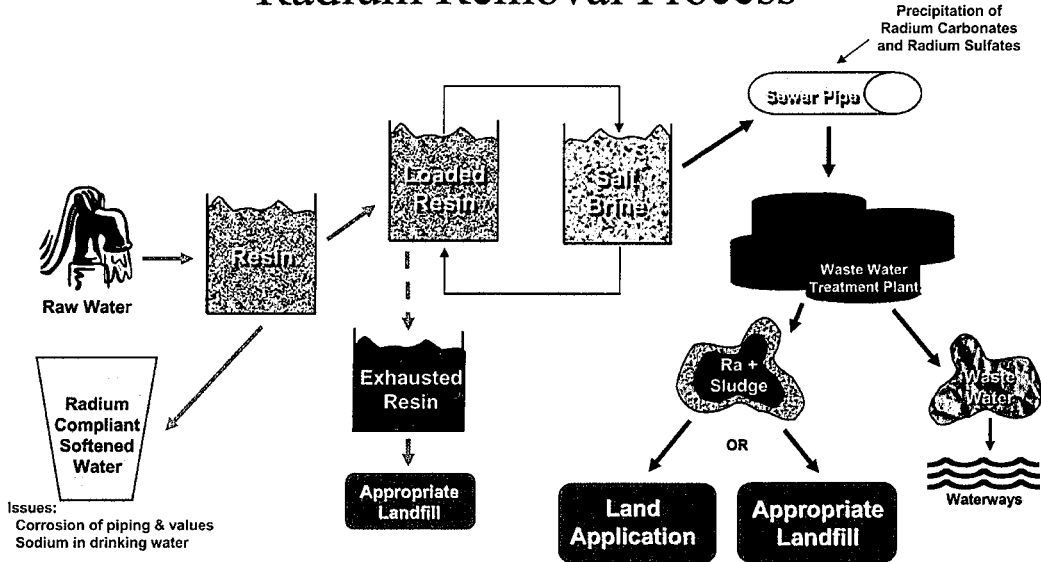 Radium Removal Process
Precipitation of
Radium Carbonates
and Radium Sulfates
Sewer Pipe
Loaded
Resin
Salt
Brine
Resin
Raw Water
Waste Water
Treatment Plant
Exhausted
Resin
Ra +
Sludge
Waste
Water
Radium
Compliant
Softened
Water
OR
Appropriate
Landfill
Land
Application
Appropriate
Landfill
Waterways
Issues:
Corrosion of piping & values
Sodium in drinking water